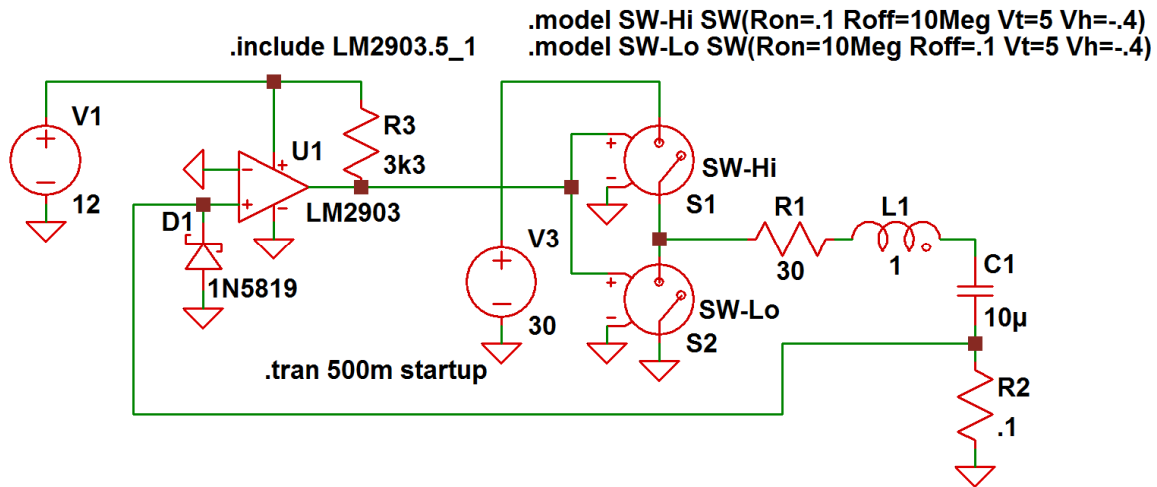 .model SW-Hi SW(Ron=.1 Roff=10Meg Vt=5 Vh=-.4)
.include LM2903.5_1
.model SW-Lo SW(Ron=10Meg Roff=.1 Vt=5 Vh=-.4)
V1
12
R3
3k3
U1
LM2903
D1
1N5819
V3
30
SW-Hi
S1
SW-Lo
S2
R1
30
L1
1
C1
10µ
R2
.1
.tran 500m startup